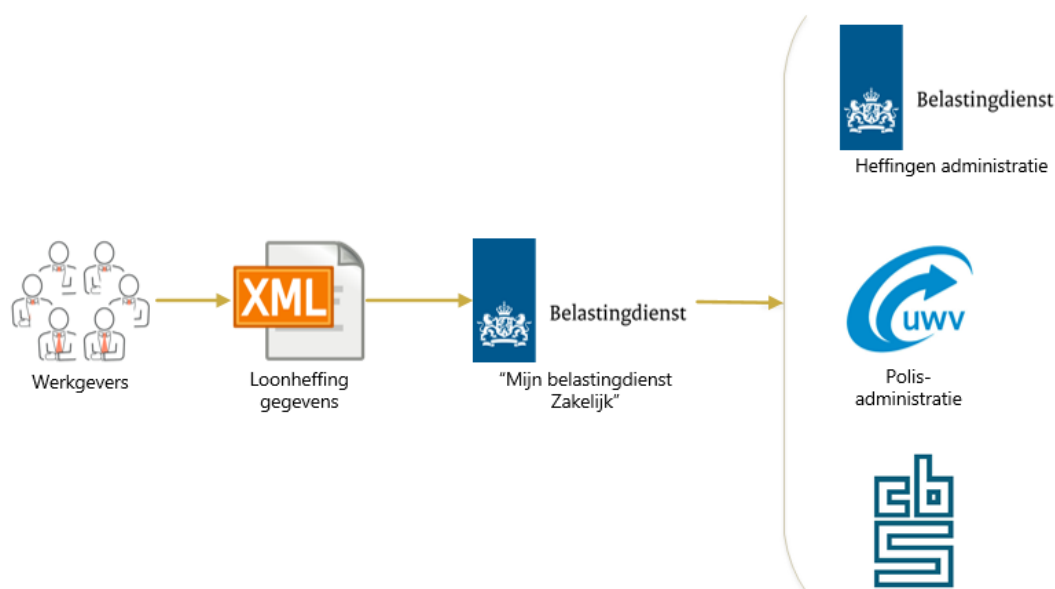 Belastingdienst
Heffingen administratie
XML
Belastingdienst
uwv
Werkgevers
Loonheffing
gegevens
“Mijn belastingdienst
Zakelijk”
Polis-
administratie
cbs